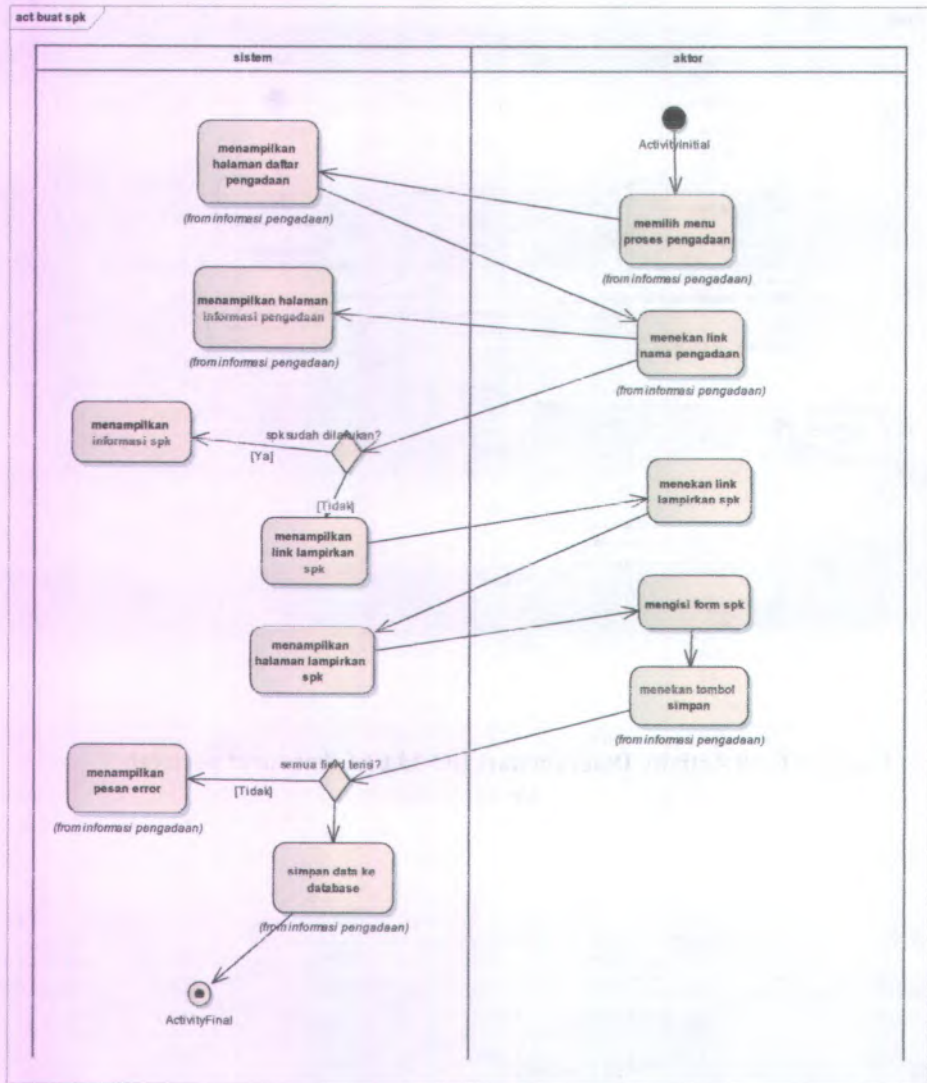 act buat spk
sistem
aktor
ActivityInitial
menampilkan
halaman daftar
pengadaan
(from informasi pengadaan)
memilih menu
proses pengadaan
(from informasi pengadaan)
menampilkan halaman
informasi pengadaan
(from informasi pengadaan)
menekan link
nama pengadaan
(from informasi pengadaan)
menampilkan
informasi spk
spk sudah dilakukan?
[Ya]
[Tidak]
menekan link
lampirkan spk
menampilkan
link lampirkan
spk
mengisi form spk
menampilkan
halaman lampirkan
spk
menekan tombol
simpan
(from informasi pengadaan)
menampilkan
pesan error
(from informasi pengadaan)
semua field terisi?
[Tidak]
simpan data ke
database
(from informasi pengadaan)
ActivityFinal